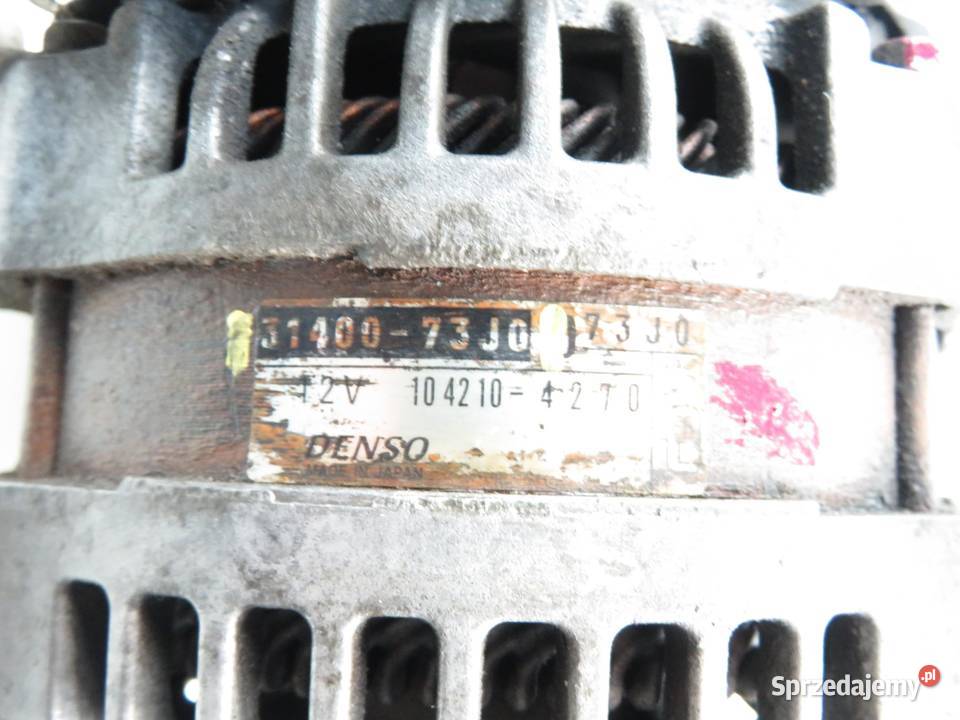 31400-73J0 73J0
12V 104210-4270
DENSO
MADE IN JAPAN
Sprzedajemy.pl